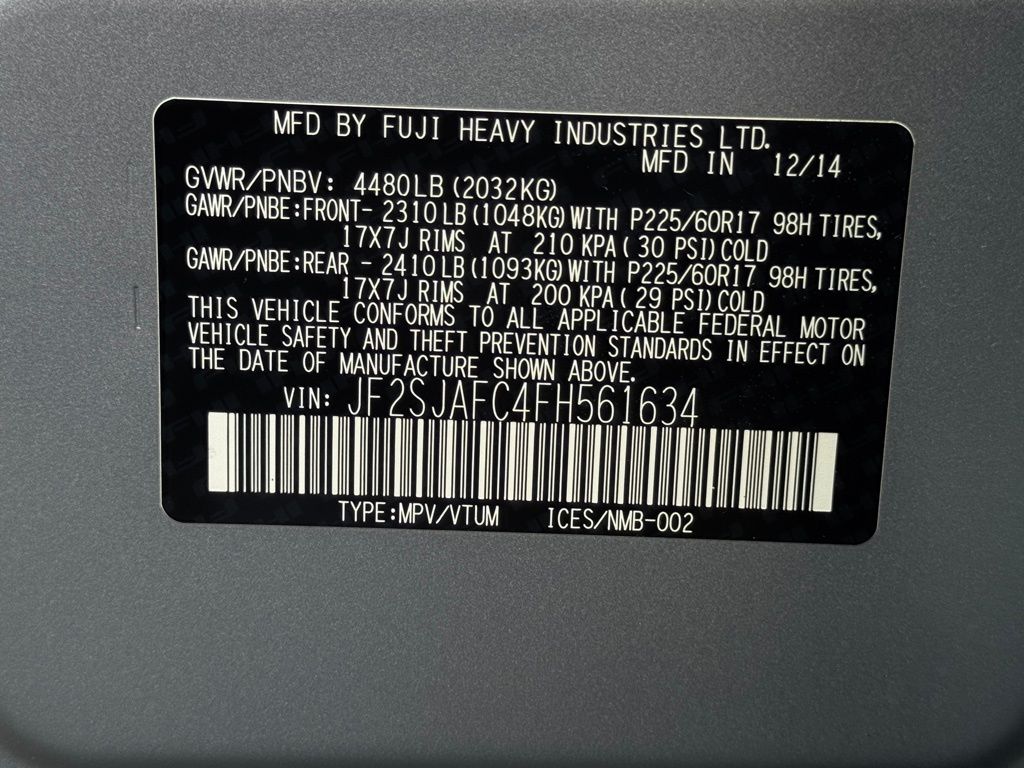 MFD BY FUJI HEAVY INDUSTRIES LTD.
MFD IN 12/14
GVWR/PNBV: 4480LB (2032KG)
GAWR/PNBE:FRONT- 2310LB (1048KG) WITH P225/60R17 98H TIRES,
17X7J RIMS AT 210 KPA ( 30 PSI) COLD
GAWR/PNBE:REAR - 2410LB (1093KG) WITH P225/60R17 98H TIRES,
17X7J RIMS AT 200 KPA ( 29 PSI) COLD
THIS VEHICLE CONFORMS TO ALL APPLICABLE FEDERAL MOTOR
VEHICLE SAFETY AND THEFT PREVENTION STANDARDS IN EFFECT ON
THE DATE OF MANUFACTURE SHOWN ABOVE.
VIN: JF2SJAFC4FH561634
TYPE:MPV/VTUM ICES/NMB-002